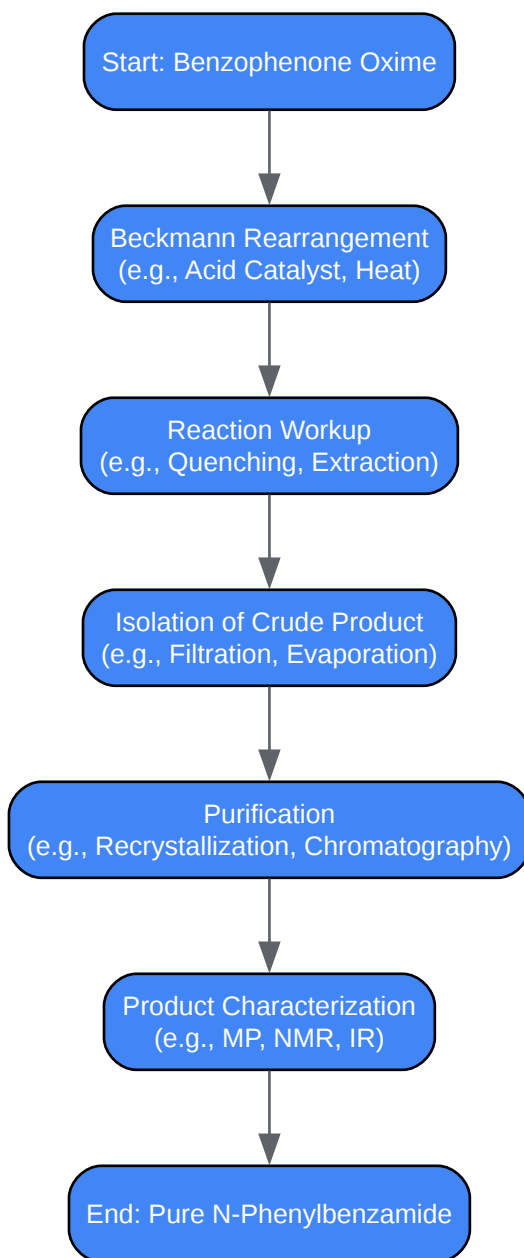 Start: Benzophenone Oxime
Beckmann Rearrangement
(e.g., Acid Catalyst, Heat)
Reaction Workup
(e.g., Quenching, Extraction)
Isolation of Crude Product
(e.g., Filtration, Evaporation)
Purification
(e.g., Recrystallization, Chromatography)
Product Characterization
(e.g., MP, NMR, IR)
End: Pure N-Phenylbenzamide